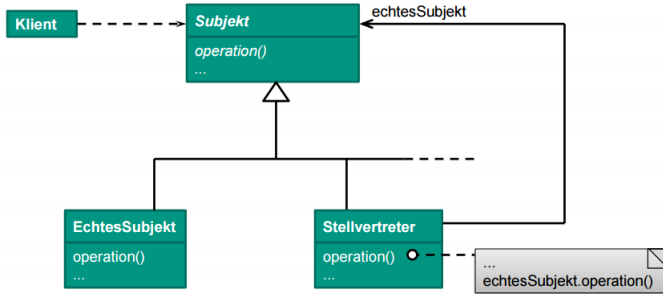 Klient
Subjekt
operation()
...
echtesSubjekt
EchtesSubjekt
operation()
...
Stellvertreter
operation()
...
...
echtesSubjekt.operation()